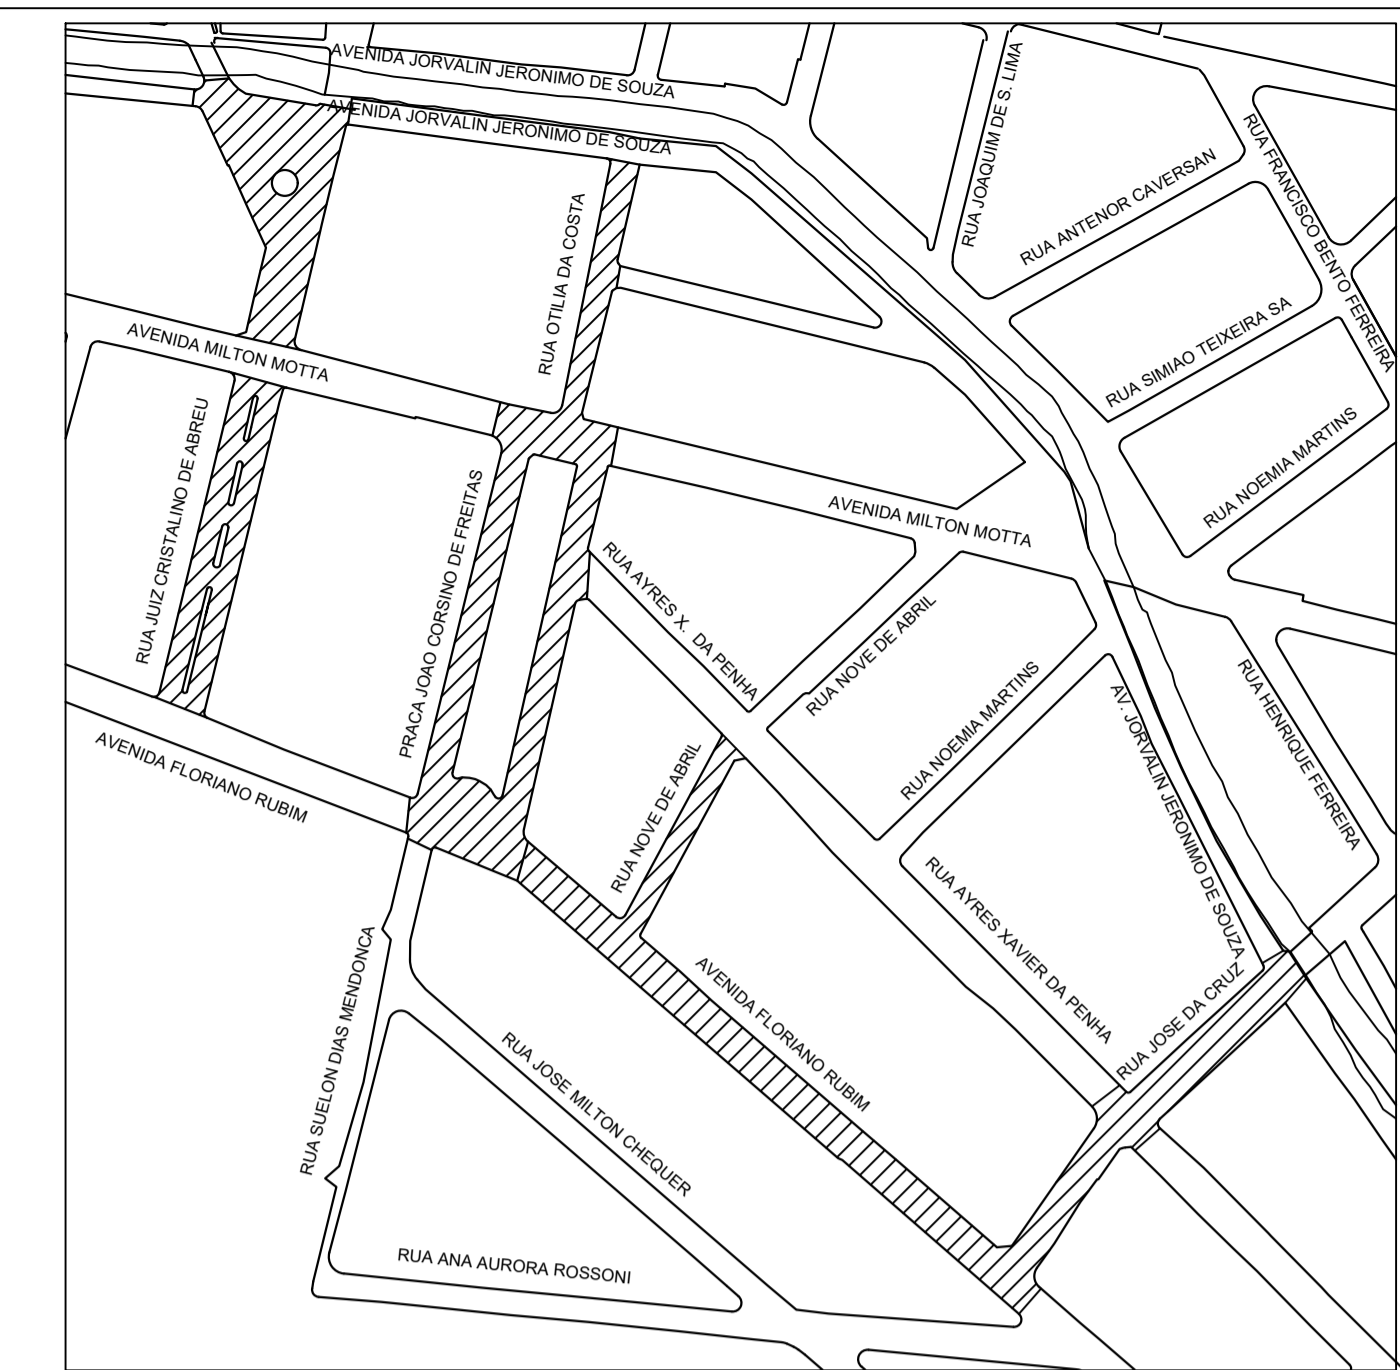 AVENIDA JORVALIN JERONIMO DE SOUZA
AVENIDA JORVALIN JERONIMO DE SOUZA
RUA JOAQUIM DE S. LIMA
RUA ANTENOR CAVERSAN
RUA FRANCISCO BENTO FERREIRA
RUA OTILIA DA COSTA
RUA SIMIAO TEIXEIRA SA
AVENIDA MILTON MOTTA
RUA NOEMIA MARTINS
RUA JUIZ CRISTALINO DE ABREU
PRACA JOAO CORSINO DE FREITAS
AVENIDA MILTON MOTTA
RUA AYRES X. DA PENHA
RUA NOVE DE ABRIL
RUA NOEMIA MARTINS
AV. JORVALIN JERONIMO DE SOUZA
RUA HENRIQUE FERREIRA
AVENIDA FLORIANO RUBIM
RUA NOVE DE ABRIL
RUA AYRES XAVIER DA PENHA
RUA SUELON DIAS MENDONCA
AVENIDA FLORIANO RUBIM
RUA JOSE DA CRUZ
RUA JOSE MILTON CHEQUER
RUA ANA AURORA ROSSONI